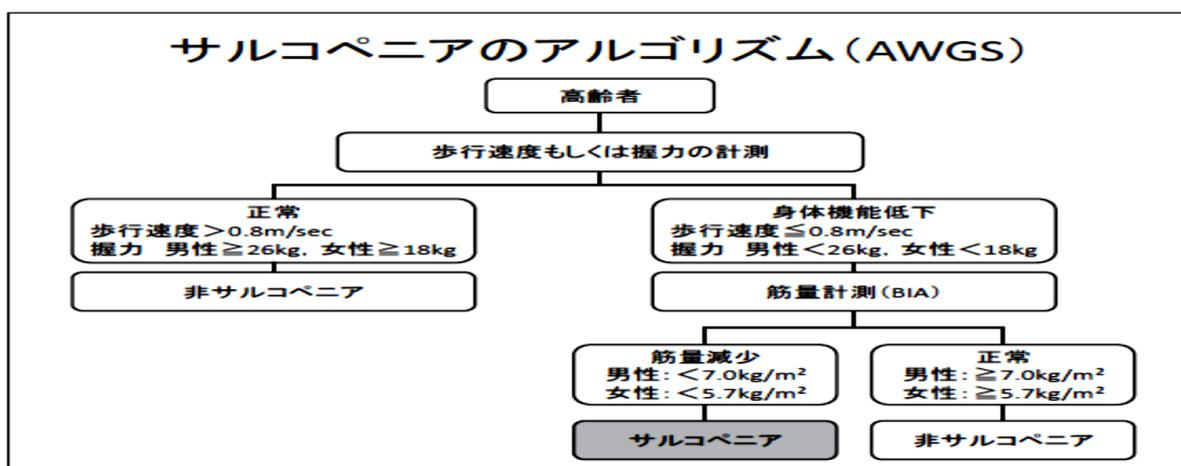 サルコペニアのアルゴリズム（AWGS）
高齢者
歩行速度もしくは握力の計測
正常
歩行速度＞0.8m/sec
握力　男性≧26kg，女性≧18kg
非サルコペニア
身体機能低下
歩行速度≦0.8m/sec
握力　男性＜26kg，女性＜18kg
筋量計測（BIA）
筋量減少
男性：＜7.0kg/m²
女性：＜5.7kg/m²
サルコペニア
正常
男性：≧7.0kg/m²
女性：≧5.7kg/m²
非サルコペニア